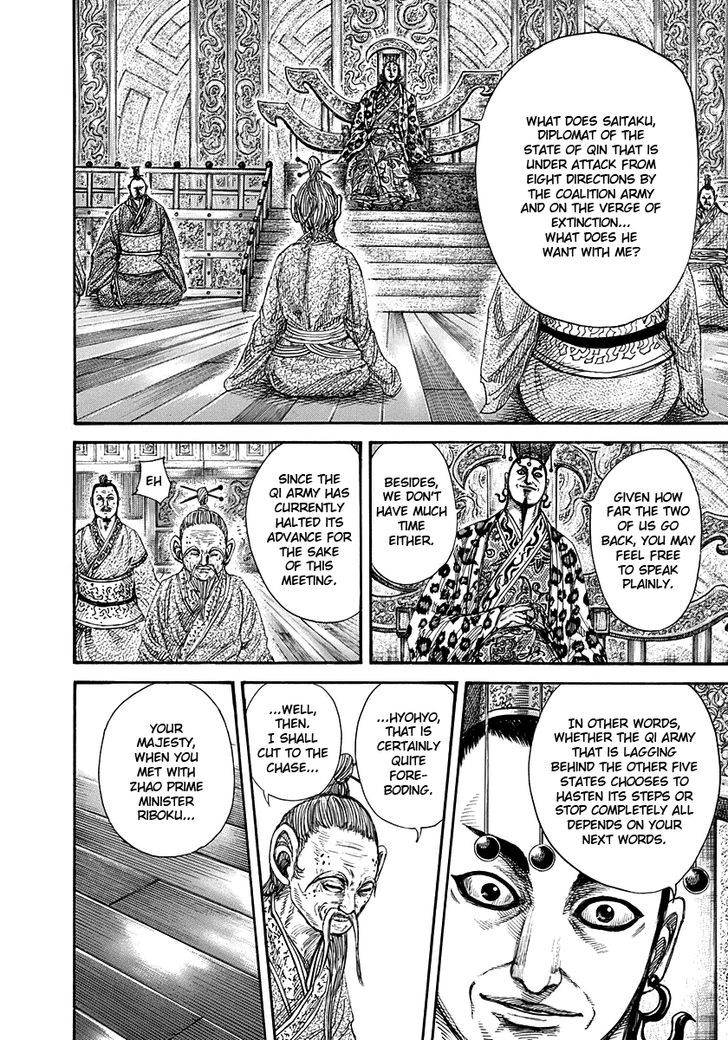 WHAT DOES SAITAKU,
DIPLOMAT OF THE
STATE OF QIN THAT IS
UNDER ATTACK FROM
EIGHT DIRECTIONS BY
THE COALITION ARMY
AND ON THE VERGE OF
EXTINCTION...
WHAT DOES HE
WANT WITH ME?
GIVEN HOW
FAR THE TWO
OF US GO
BACK, YOU MAY
FEEL FREE
TO SPEAK
PLAINLY.
BESIDES,
WE DON'T
HAVE MUCH
TIME
EITHER.
SINCE THE
QI ARMY HAS
CURRENTLY
HALTED ITS
ADVANCE FOR
THE SAKE
OF THIS
MEETING.
EH
IN OTHER WORDS,
WHETHER THE QI ARMY
THAT IS LAGGING
BEHIND THE OTHER FIVE
STATES CHOOSES TO
HASTEN ITS STEPS OR
STOP COMPLETELY ALL
DEPENDS ON YOUR
NEXT WORDS.
...HYOHYO,
THAT IS
CERTAINLY
QUITE
FORE-
BODING.
...WELL,
THEN.
I SHALL
CUT TO THE
CHASE...
YOUR
MAJESTY,
WHEN YOU
MET WITH
ZHAO PRIME
MINISTER
RIBOKU...